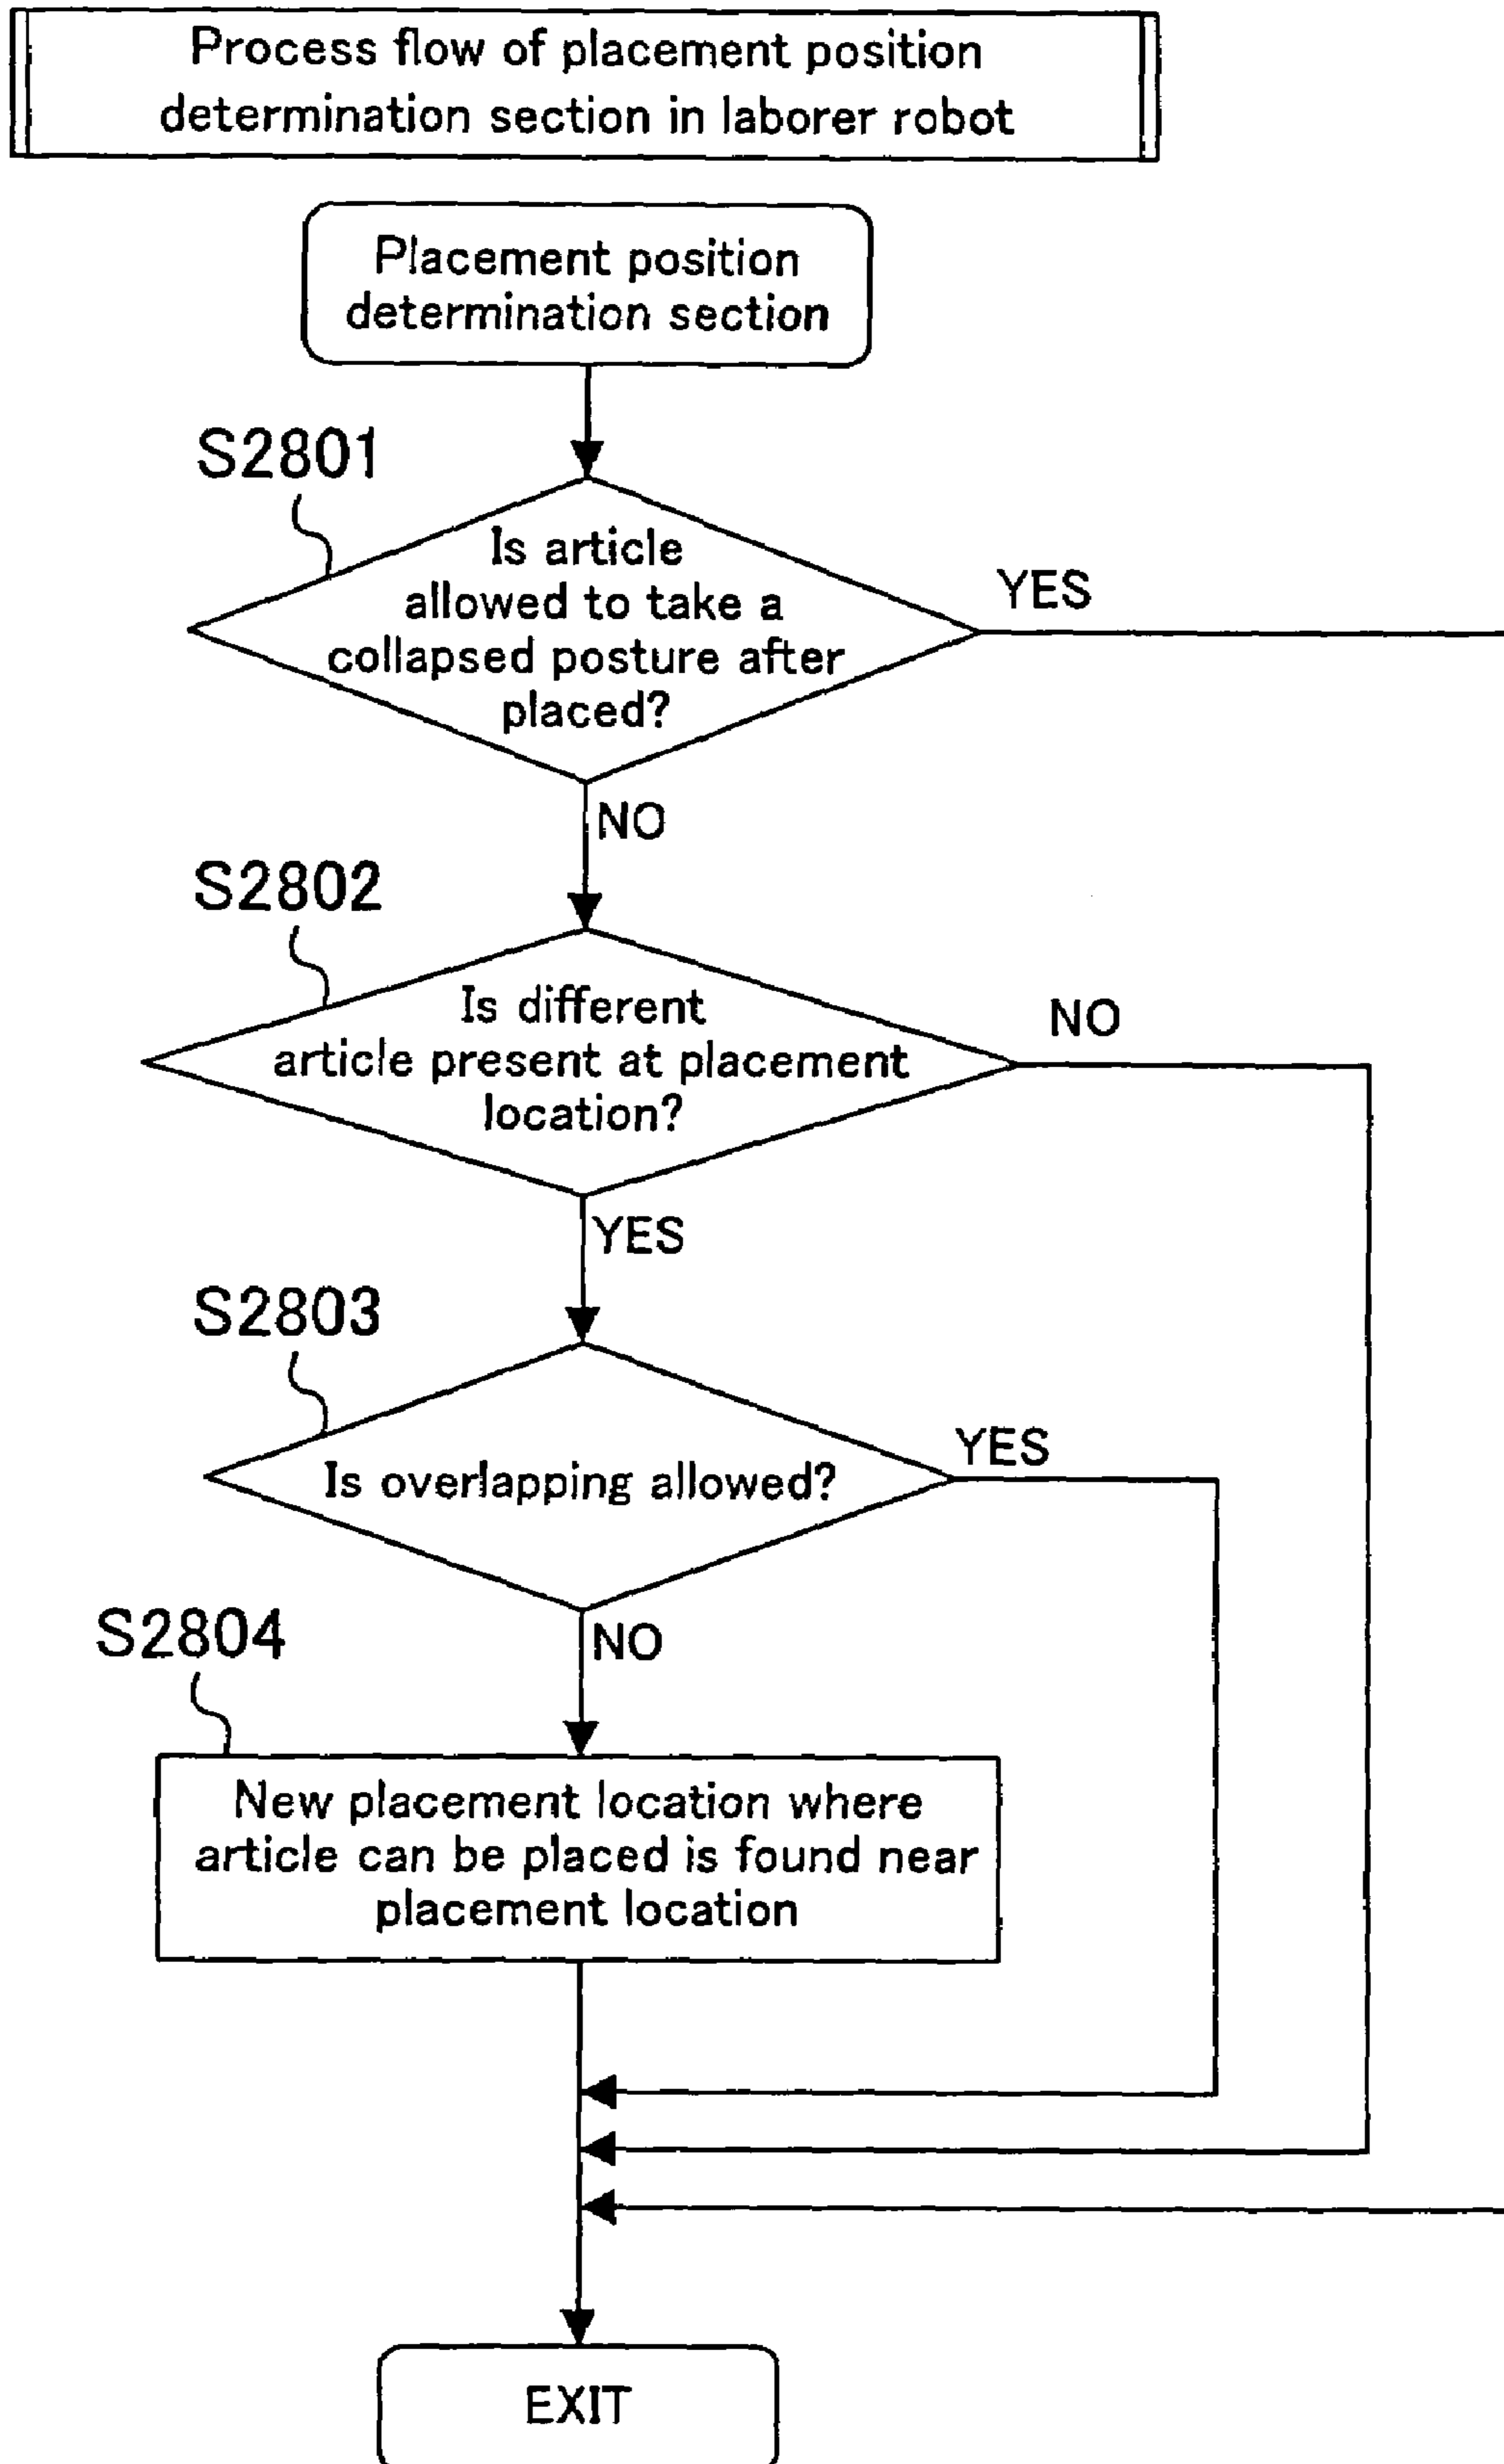 Process flow of placement position
determination section in laborer robot
Placement position
determination section
S2801
Is article
allowed to take a
collapsed posture after
placed?
YES
NO
S2802
Is different
article present at placement
location?
NO
YES
S2803
Is overlapping allowed?
YES
NO
S2804
New placement location where
article can be placed is found near
placement location
EXIT